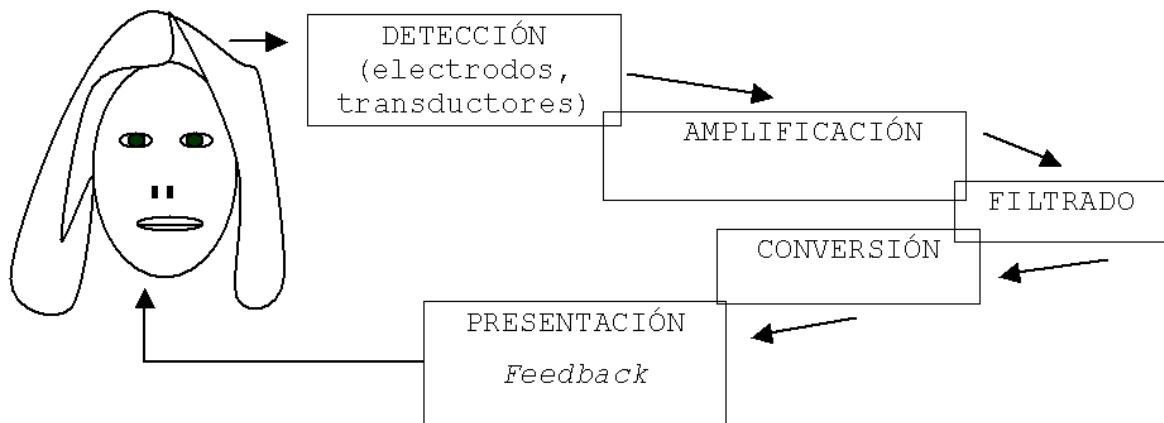 DETECCIÓN
(electrodos,
transductores)
AMPLIFICACIÓN
FILTRADO
CONVERSIÓN
PRESENTACIÓN
Feedback